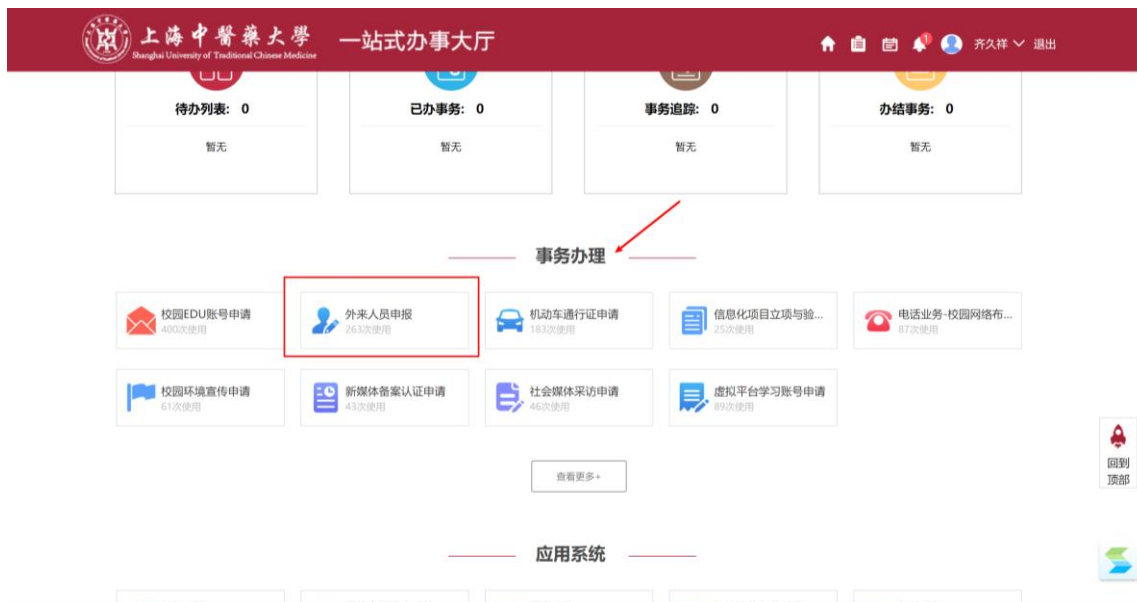 上海中醫藥大學
Shanghai University of Traditional Chinese Medicine
一站式办事大厅
1
齐久祥
退出
待办列表: 0
已办事务: 0
事务追踪: 0
办结事务: 0
暂无
暂无
暂无
暂无
事务办理
校园EDU账号申请
400次使用
外来人员申报
263次使用
机动车通行证申请
183次使用
信息化项目立项与验...
25次使用
电话业务-校园网络布...
87次使用
校园环境宣传申请
61次使用
新媒体备案认证申请
43次使用
社会媒体采访申请
46次使用
虚拟平台学习账号申请
89次使用
查看更多+
回到
顶部
应用系统